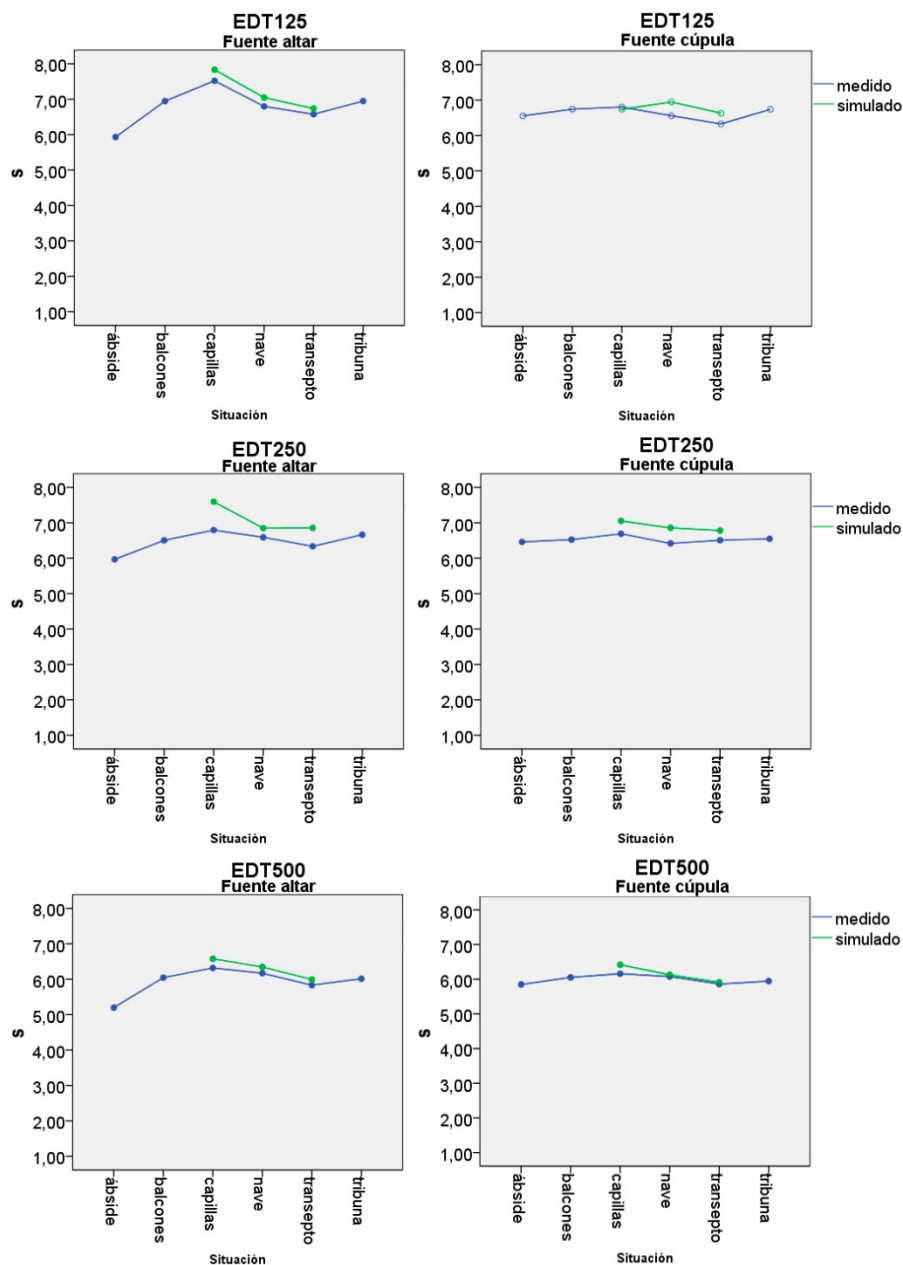 EDT125
Fuente altar
8,00
7,00
6,00
5,00
4,00
3,00
2,00
1,00
s
ábside
balcones
capillas
nave
transepto
tribuna
Situación
EDT125
Fuente cúpula
8,00
7,00
6,00
5,00
4,00
3,00
2,00
1,00
s
ábside
balcones
capillas
nave
transepto
tribuna
Situación
medido
simulado
EDT250
Fuente altar
8,00
7,00
6,00
5,00
4,00
3,00
2,00
1,00
s
ábside
balcones
capillas
nave
transepto
tribuna
Situación
EDT250
Fuente cúpula
8,00
7,00
6,00
5,00
4,00
3,00
2,00
1,00
s
ábside
balcones
capillas
nave
transepto
tribuna
Situación
medido
simulado
EDT500
Fuente altar
8,00
7,00
6,00
5,00
4,00
3,00
2,00
1,00
s
ábside
balcones
capillas
nave
transepto
tribuna
Situación
EDT500
Fuente cúpula
8,00
7,00
6,00
5,00
4,00
3,00
2,00
1,00
s
ábside
balcones
capillas
nave
transepto
tribuna
Situación
medido
simulado